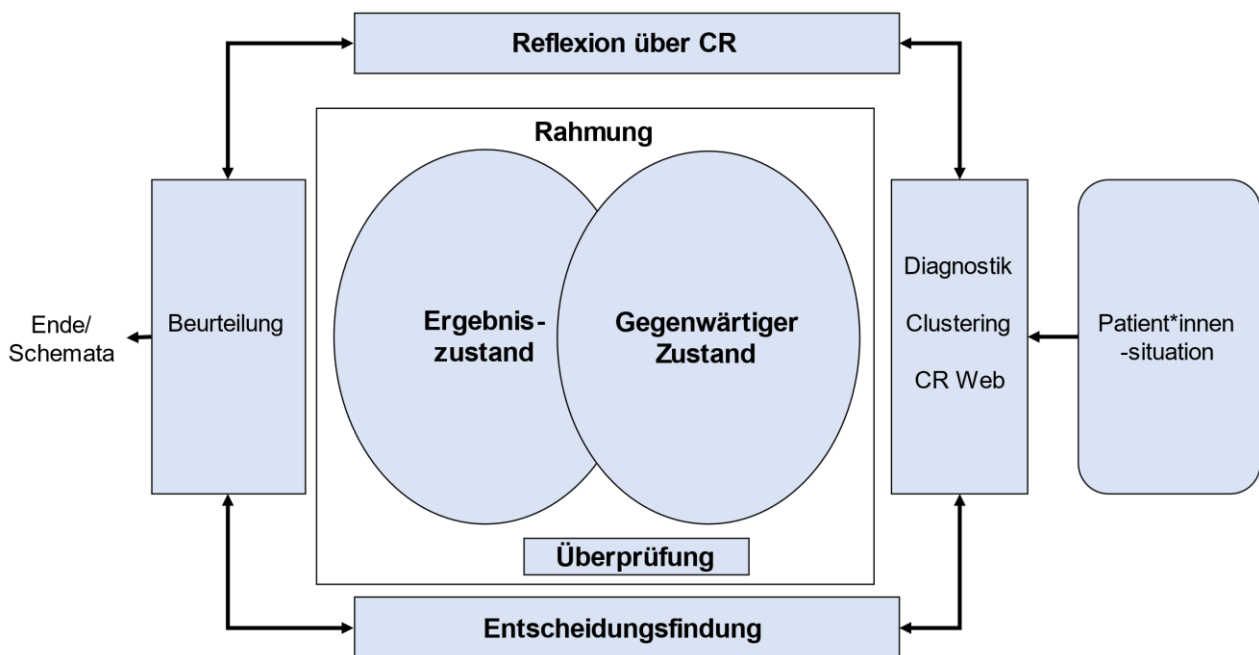 Reflexion über CR
Rahmung
Ergebnis-
zustand
Gegenwärtiger
Zustand
Überprüfung
Entscheidungsfindung
Ende/
Schemata
Beurteilung
Diagnostik
Clustering
CR Web
Patient*innen
-situation